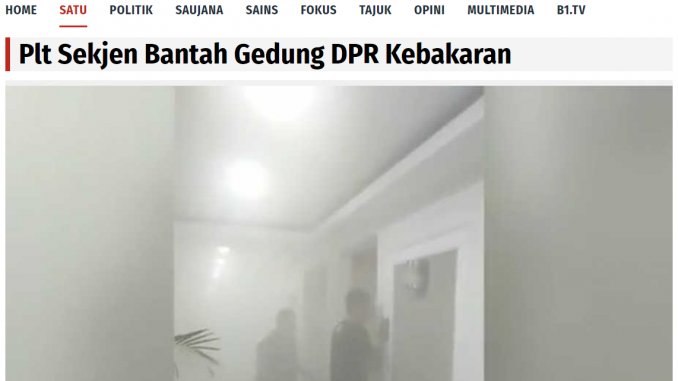 HOME SATU POLITIK SAUJANA SAINS FOKUS TAJUK OPINI MULTIMEDIA B1.TV
Plt Sekjen Bantah Gedung DPR Kebakaran